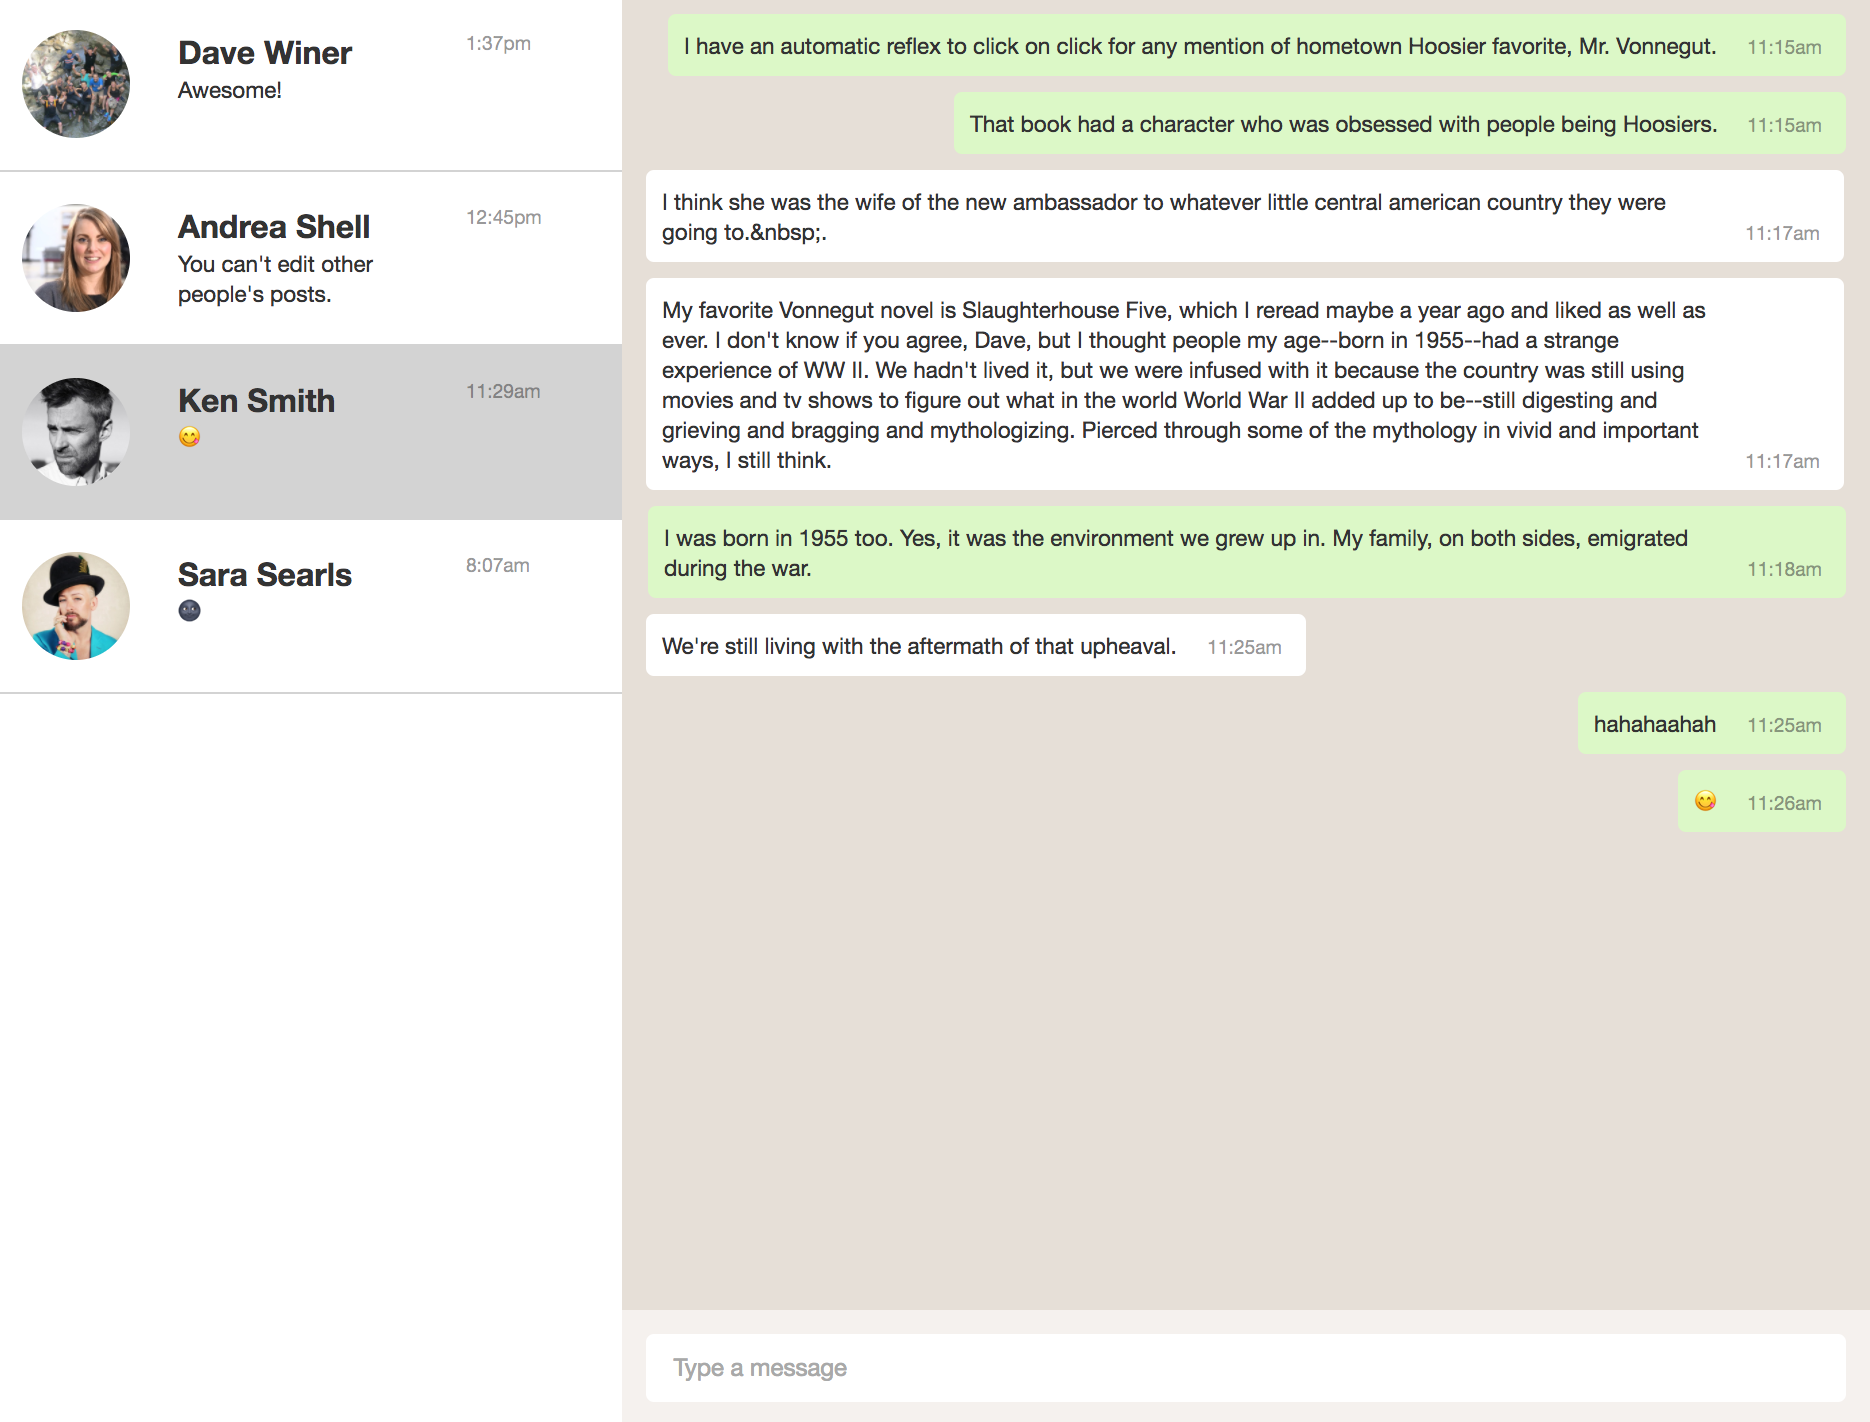 Dave Winer 1:37pm
Awesome!
Andrea Shell 12:45pm
You can't edit other
people's posts.
Ken Smith 11:29am
😋
Sara Searls 8:07am
🌚
I have an automatic reflex to click on click for any mention of hometown Hoosier favorite, Mr. Vonnegut. 11:15am
That book had a character who was obsessed with people being Hoosiers. 11:15am
I think she was the wife of the new ambassador to whatever little central american country they were
going to.&nbsp;. 11:17am
My favorite Vonnegut novel is Slaughterhouse Five, which I reread maybe a year ago and liked as well as
ever. I don't know if you agree, Dave, but I thought people my age--born in 1955--had a strange
experience of WW II. We hadn't lived it, but we were infused with it because the country was still using
movies and tv shows to figure out what in the world World War II added up to be--still digesting and
grieving and bragging and mythologizing. Pierced through some of the mythology in vivid and important
ways, I still think. 11:17am
I was born in 1955 too. Yes, it was the environment we grew up in. My family, on both sides, emigrated
during the war. 11:18am
We're still living with the aftermath of that upheaval. 11:25am
hahahaahah 11:25am
😋 11:26am
Type a message